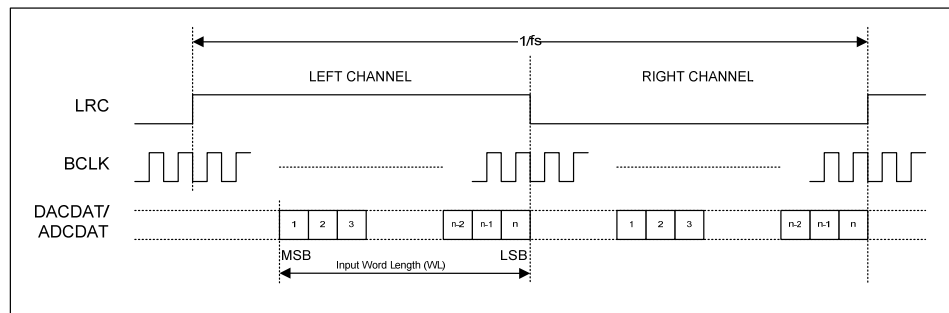 1/fs
LEFT CHANNEL RIGHT CHANNEL
LRC
BCLK
DACDAT/
ADCDAT
1 2 3 n-2 n-1 n 1 2 3 n-2 n-1 n
MSB LSB
Input Word Length (WL)